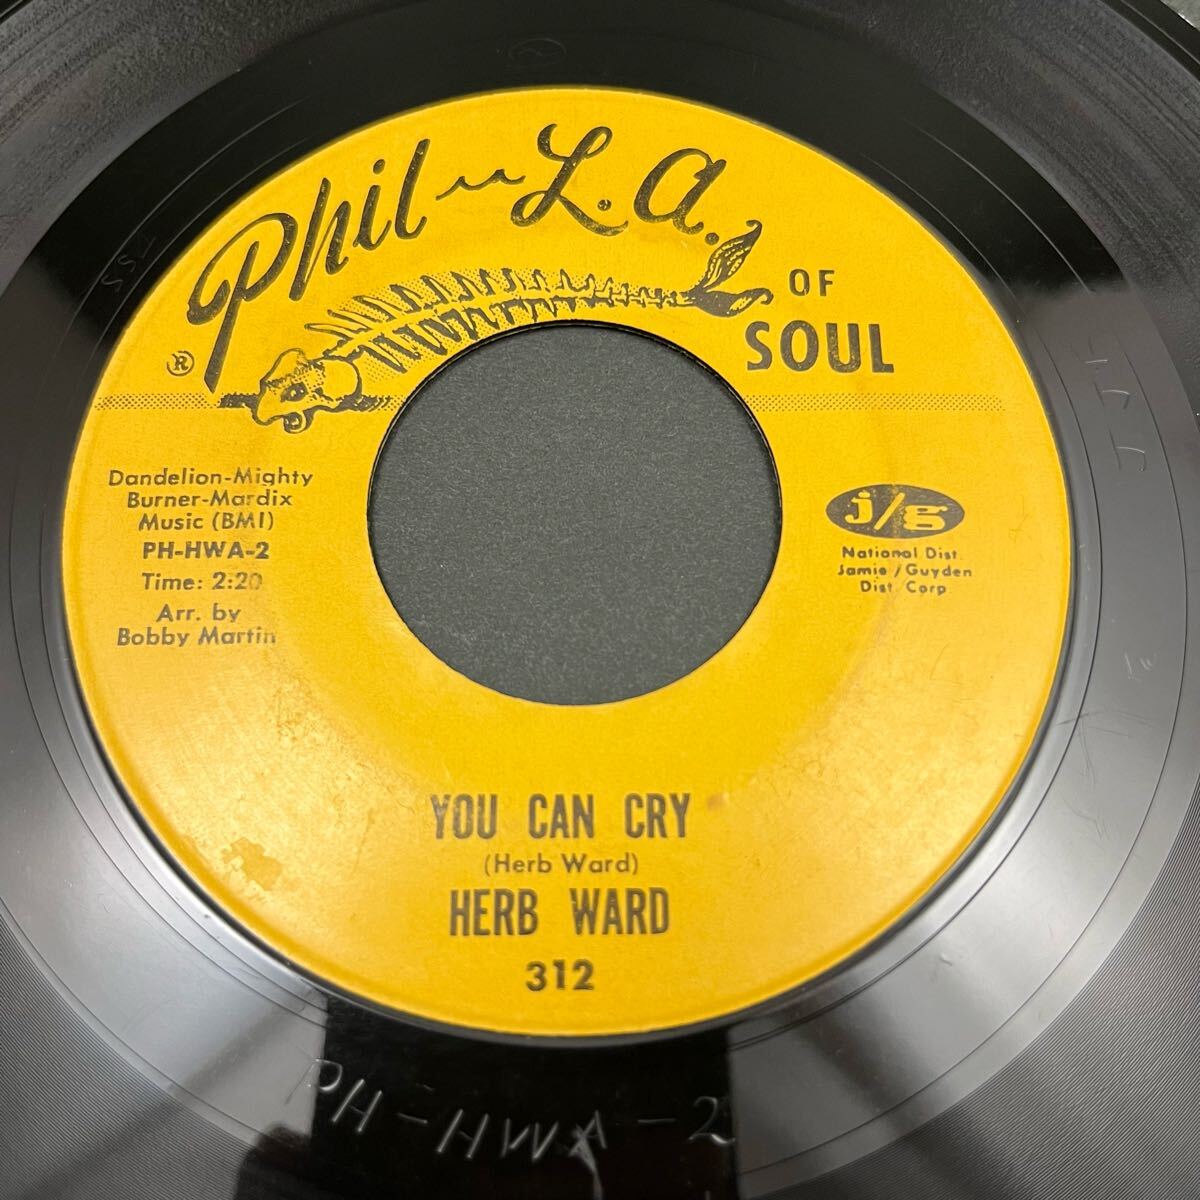 Phil-L.A.
OF
SOUL
®
Dandelion-Mighty
Burner-Mardix
Music (BMI)
PH-HWA-2
Time: 2:20
Arr. by
Bobby Martin
j/g
National Dist.
Jamie/Guyden
Dist. Corp.
YOU CAN CRY
(Herb Ward)
HERB WARD
312
PH-HWA-2